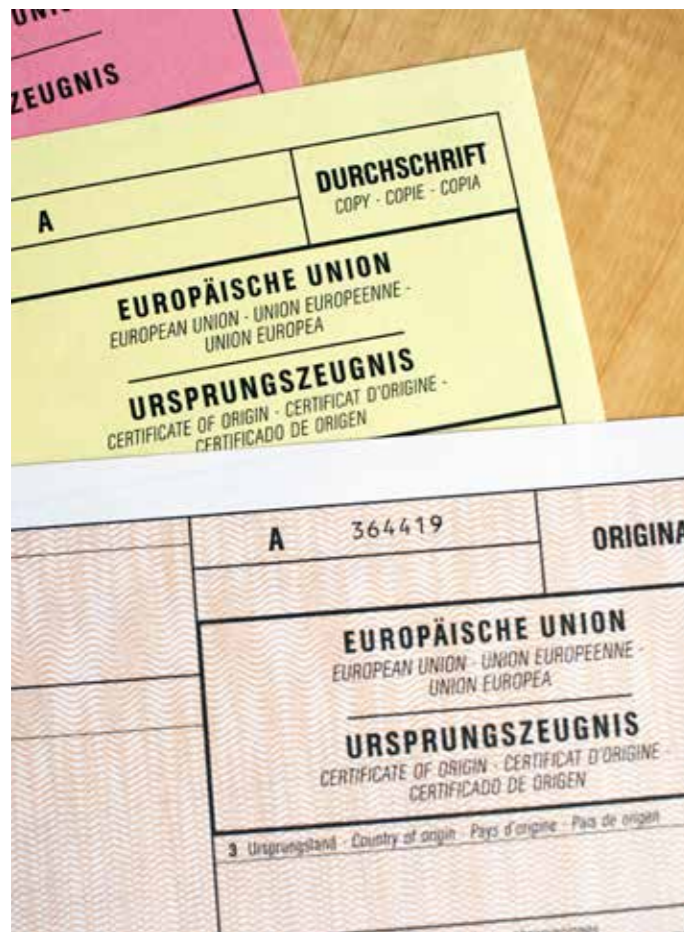 ZEUGNIS
A
DURCHSCHRIFT
COPY - COPIE - COPIA
EUROPÄISCHE UNION
EUROPEAN UNION - UNION EUROPEENNE -
UNION EUROPEA
URSPRUNGSZEUGNIS
CERTIFICATE OF ORIGIN - CERTIFICAT D'ORIGINE -
CERTIFICADO DE ORIGEN
A 364419
ORIGINA
EUROPÄISCHE UNION
EUROPEAN UNION - UNION EUROPEENNE -
UNION EUROPEA
URSPRUNGSZEUGNIS
CERTIFICATE OF ORIGIN - CERTIFICAT D'ORIGINE -
CERTIFICADO DE ORIGEN
3 Ursprungsland - Country of origin - Pays d'origine - País de origen